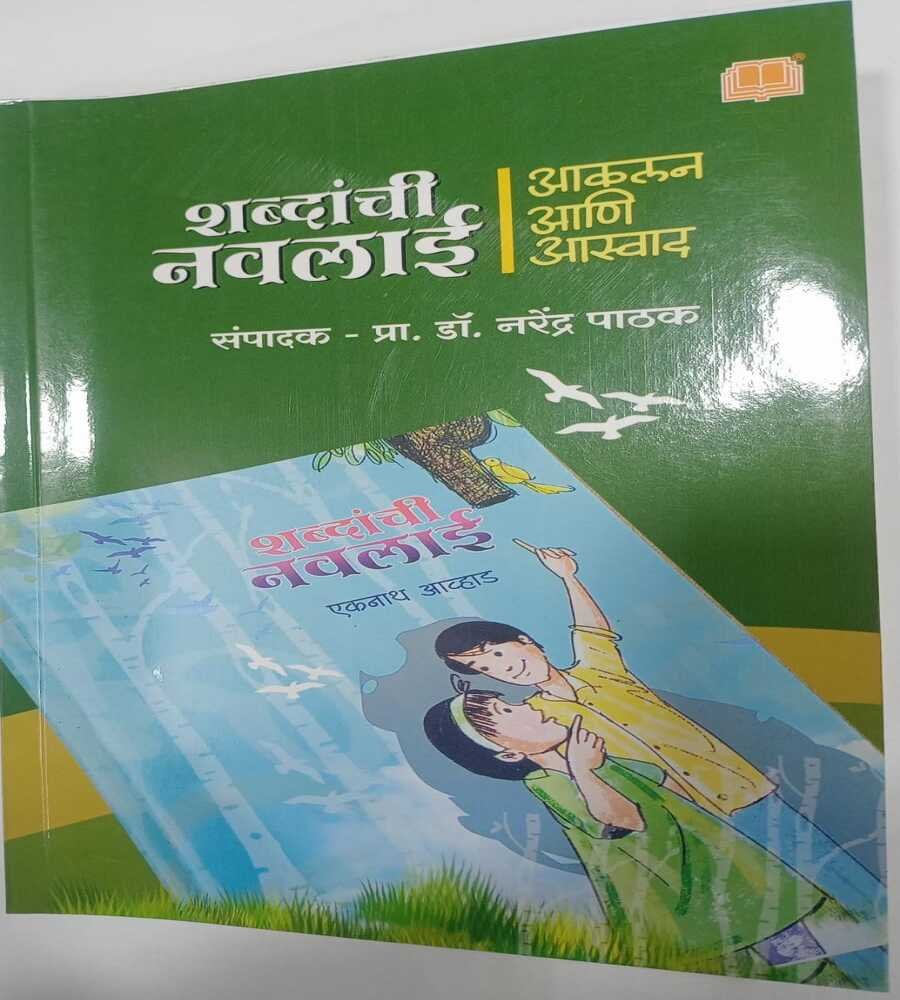 शब्दांची
नवलाई
आकलन
आणि
आस्वाद
संपादक - प्रा. डॉ. नरेंद्र पाठक
शब्दांची
नवलाई
एकनाथ आव्हाड